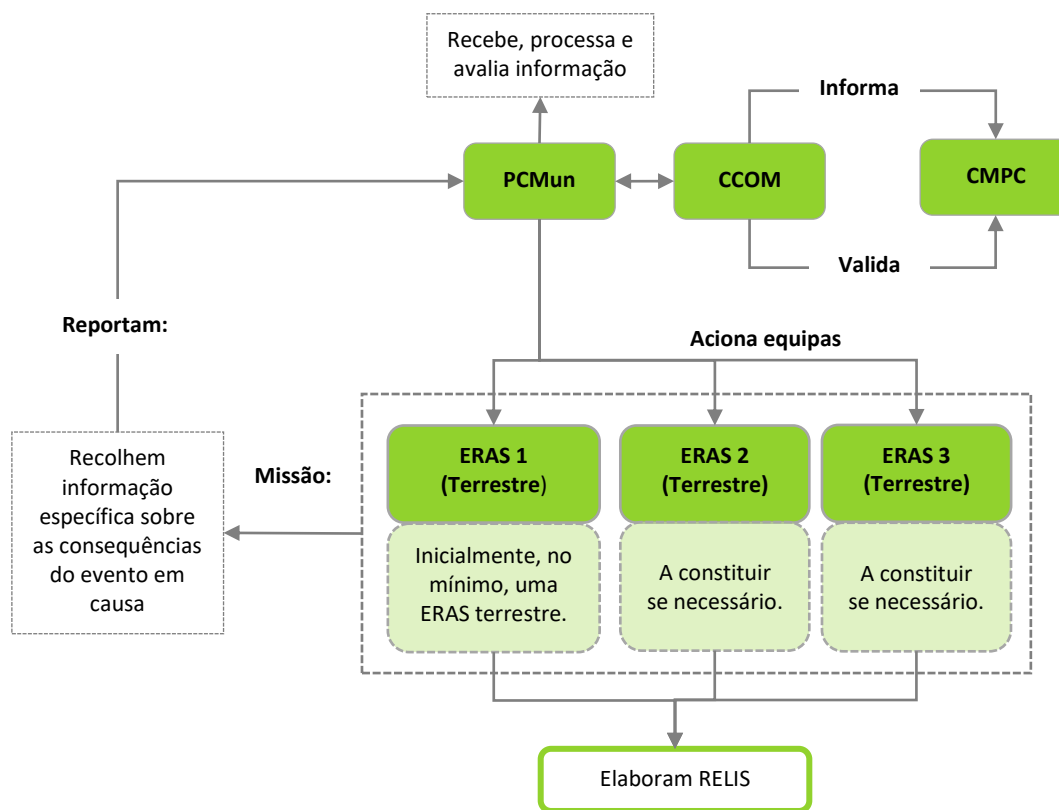 Recebe, processa e
avalia informação
Informa
PCMun
CCOM
CMPC
Valida
Reportam:
Aciona equipas
Recolhem
informação
específica sobre
as consequências
do evento em
causa
Missão:
ERAS 1
(Terrestre)
ERAS 2
(Terrestre)
ERAS 3
(Terrestre)
Inicialmente, no
mínimo, uma
ERAS terrestre.
A constituir
se necessário.
A constituir
se necessário.
Elaboram RELIS